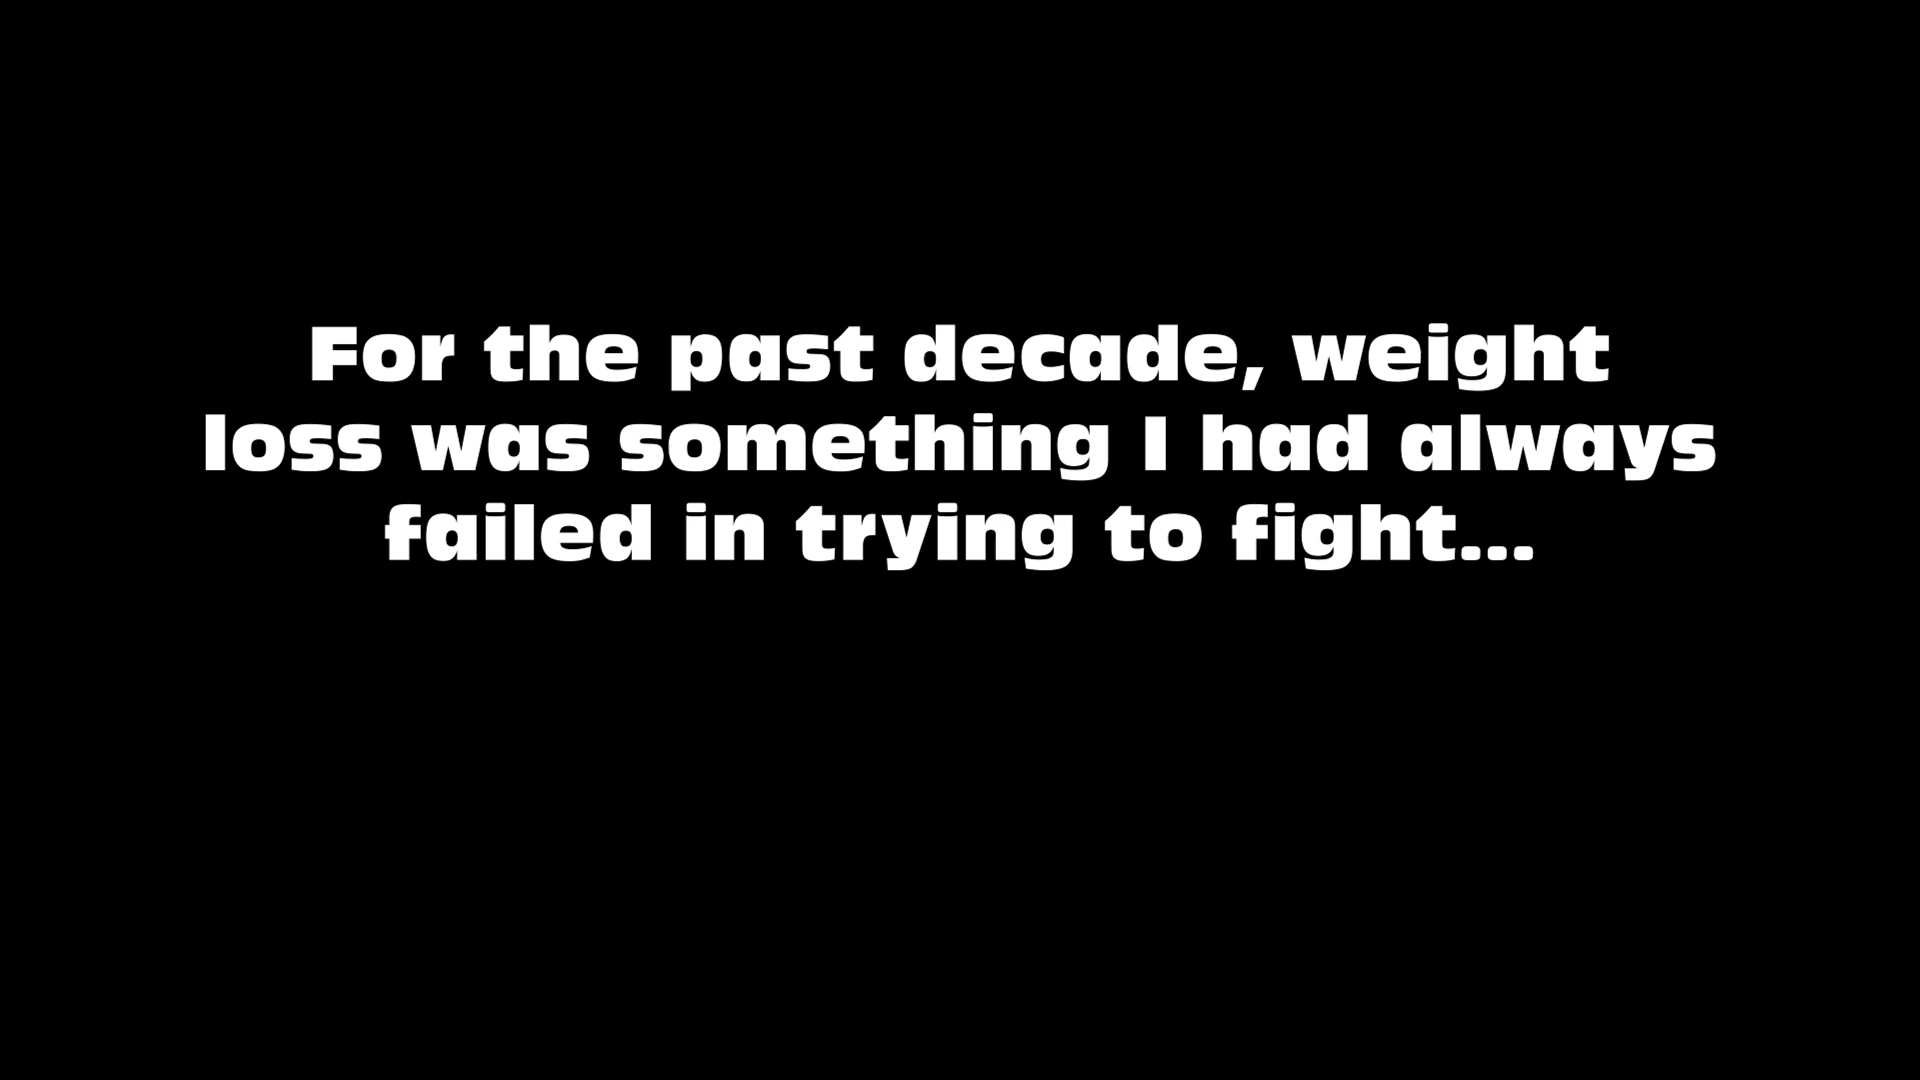 For the past decade, weight
loss was something I had always
failed in trying to fight...